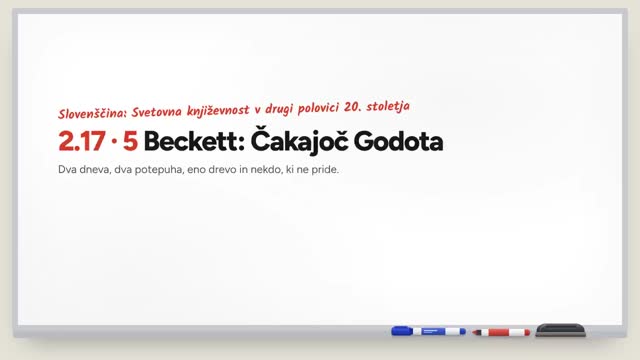 Slovenščina: Svetovna književnost v drugi polovici 20. stoletja
2.17 · 5 Beckett: Čakajoč Godota
Dva dneva, dva potepuha, eno drevo in nekdo, ki ne pride.